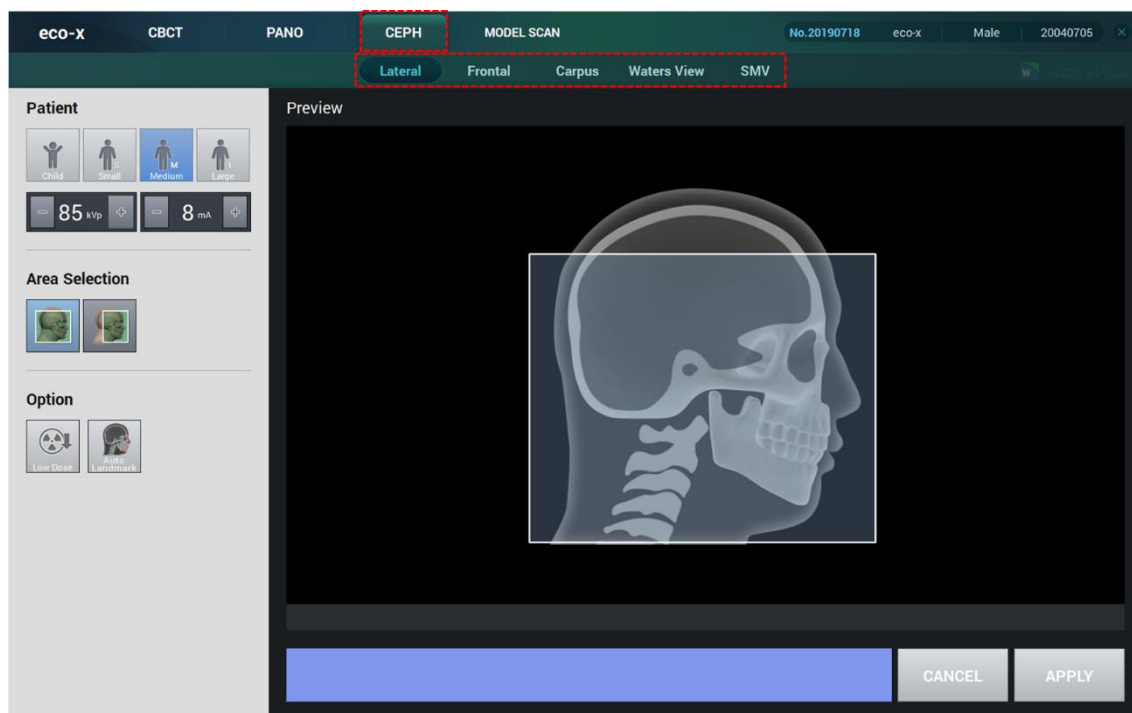 eco-x CBCT PANO CEPH MODEL SCAN No.20190718 eco-x Male 20040705 ×
Lateral Frontal Carpus Waters View SMV
Patient
Child
S Small
M Medium
L Large
85 kVp
8 mA
Area Selection
Option
Low Dose
Auto Landmark
Preview
CANCEL APPLY